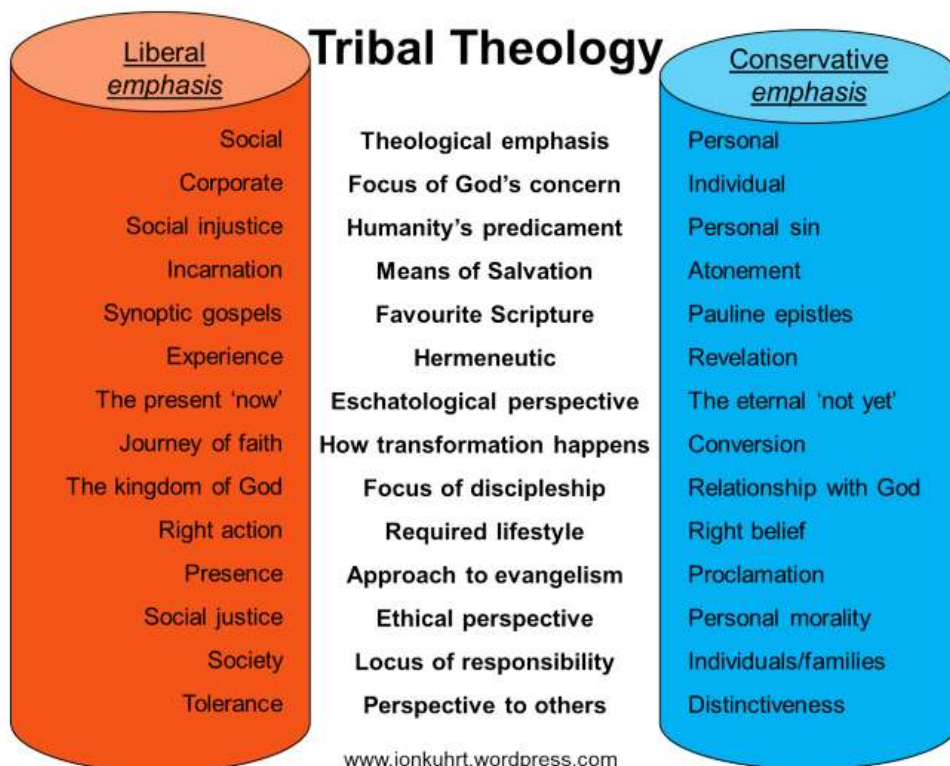 Tribal Theology
Liberal
emphasis
Conservative
emphasis
Social Theological emphasis Personal
Corporate Focus of God's concern Individual
Social injustice Humanity's predicament Personal sin
Incarnation Means of Salvation Atonement
Synoptic gospels Favourite Scripture Pauline epistles
Experience Hermeneutic Revelation
The present 'now' Eschatological perspective The eternal 'not yet'
Journey of faith How transformation happens Conversion
The kingdom of God Focus of discipleship Relationship with God
Right action Required lifestyle Right belief
Presence Approach to evangelism Proclamation
Social justice Ethical perspective Personal morality
Society Locus of responsibility Individuals/families
Tolerance Perspective to others Distinctiveness
www.jonkuhrt.wordpress.com